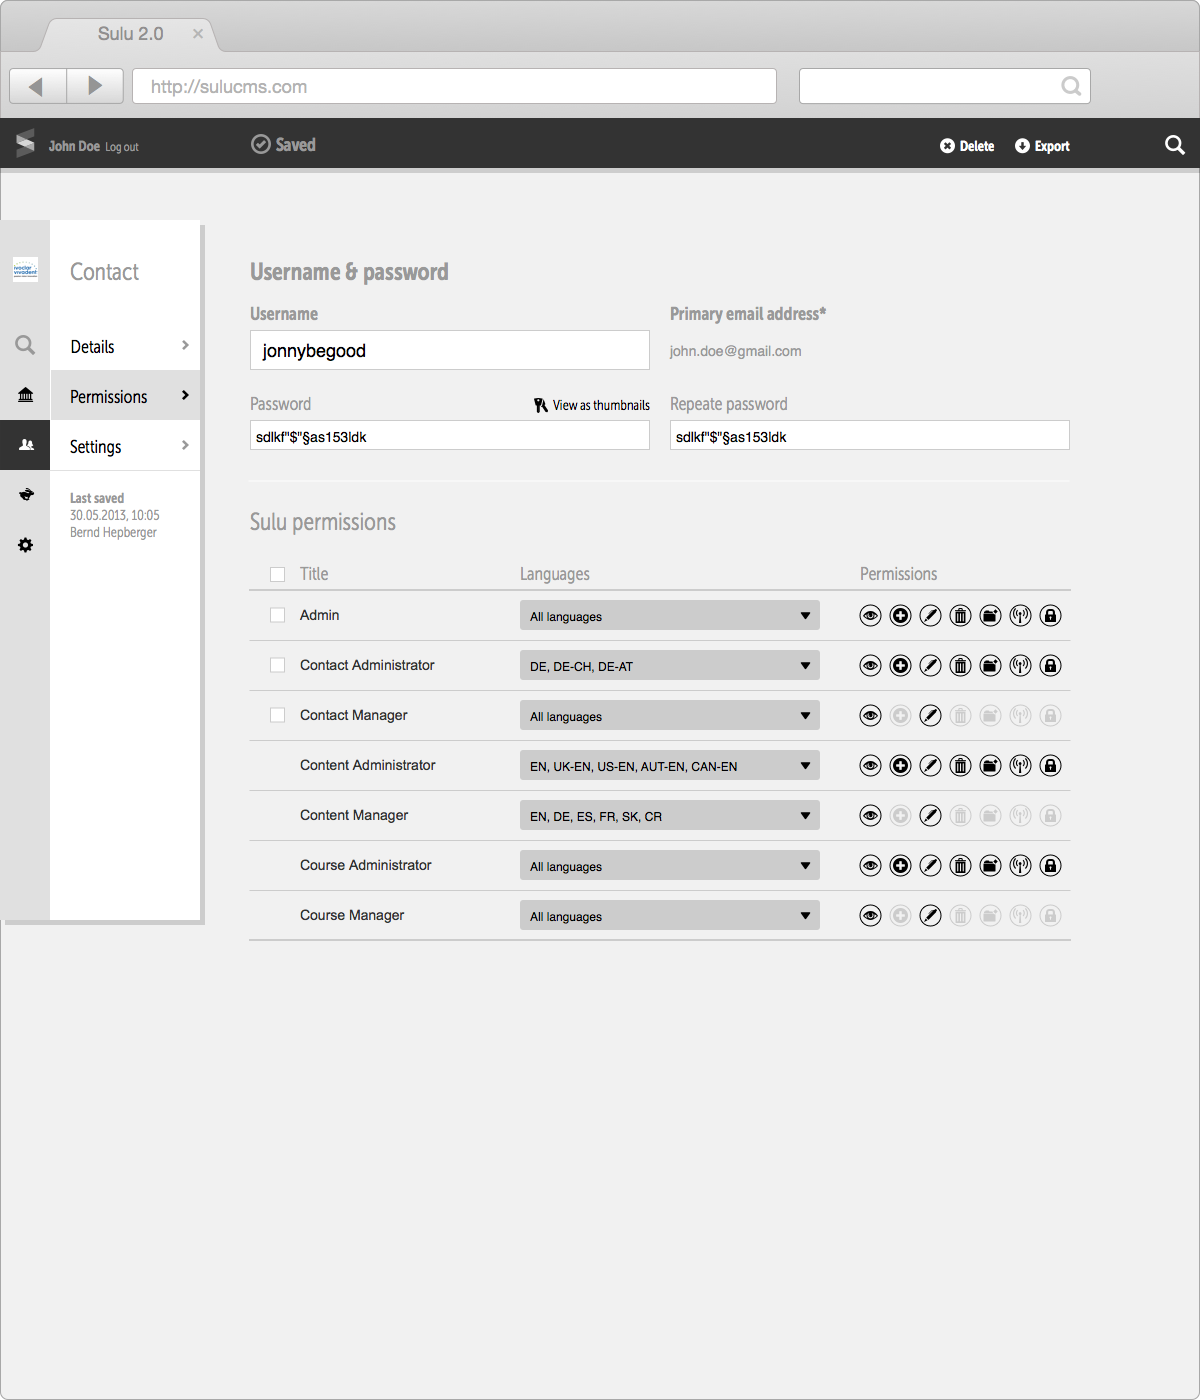 Sulu 2.0
http://sulucms.com
John Doe Log out
Saved
Delete
Export
ivoclar
vivadent
Contact
Details
Permissions
Settings
Last saved
30.05.2013, 10:05
Bernd Hepberger
Username & password
Username
Primary email address*
jonnybegood
john.doe@gmail.com
Password
View as thumbnails
Repeate password
sdlkf"$"§as153ldk
sdlkf"$"§as153ldk
Sulu permissions
Title Languages Permissions
Admin All languages
Contact Administrator DE, DE-CH, DE-AT
Contact Manager All languages
Content Administrator EN, UK-EN, US-EN, AUT-EN, CAN-EN
Content Manager EN, DE, ES, FR, SK, CR
Course Administrator All languages
Course Manager All languages